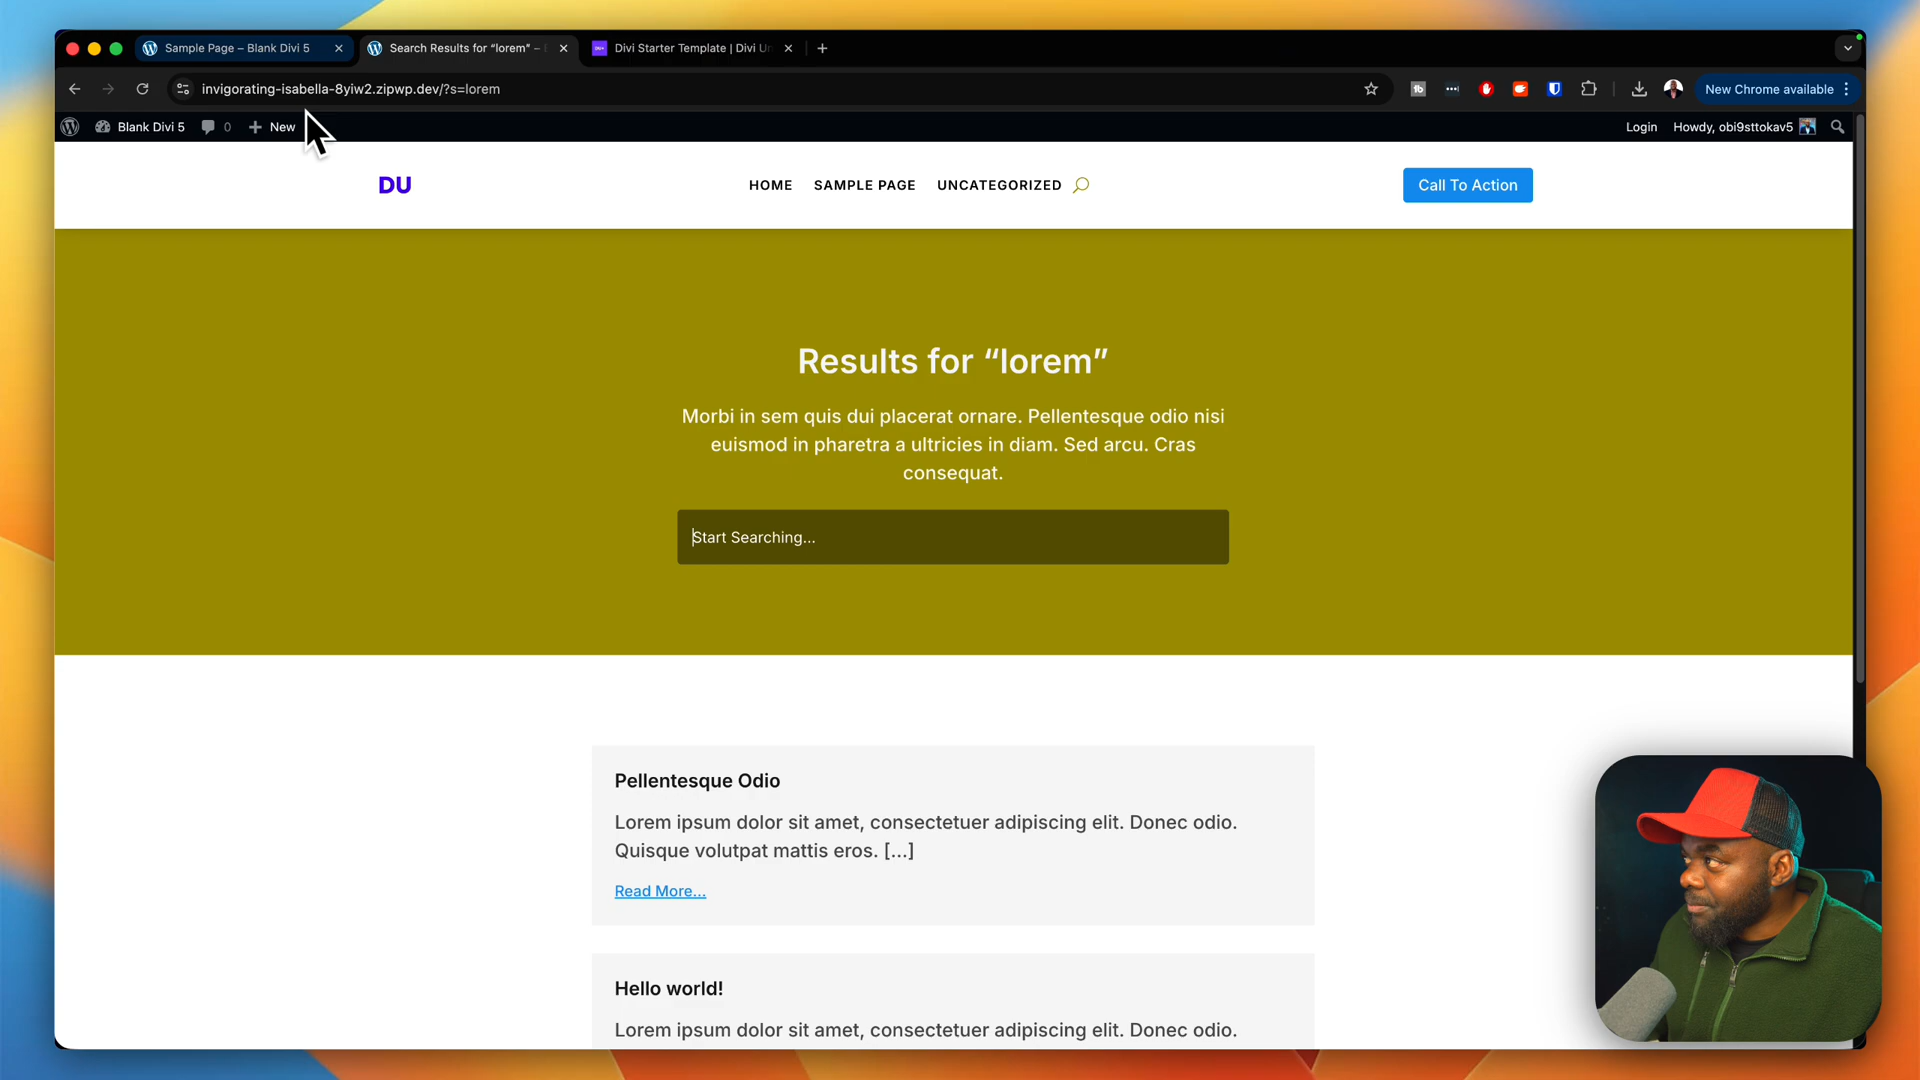 Sample Page – Blank Divi 5
Search Results for “lorem” –
Divi Starter Template | Divi Un
invigorating-isabella-8yiw2.zipwp.dev/?s=lorem
New Chrome available
Blank Divi 5
0
New
Login
Howdy, obi9sttokav5
DU
HOME
SAMPLE PAGE
UNCATEGORIZED
Call To Action
Results for “lorem”
Morbi in sem quis dui placerat ornare. Pellentesque odio nisi
euismod in pharetra a ultricies in diam. Sed arcu. Cras
consequat.
Start Searching...
Pellentesque Odio
Lorem ipsum dolor sit amet, consectetuer adipiscing elit. Donec odio.
Quisque volutpat mattis eros. [...]
Read More...
Hello world!
Lorem ipsum dolor sit amet, consectetuer adipiscing elit. Donec odio.